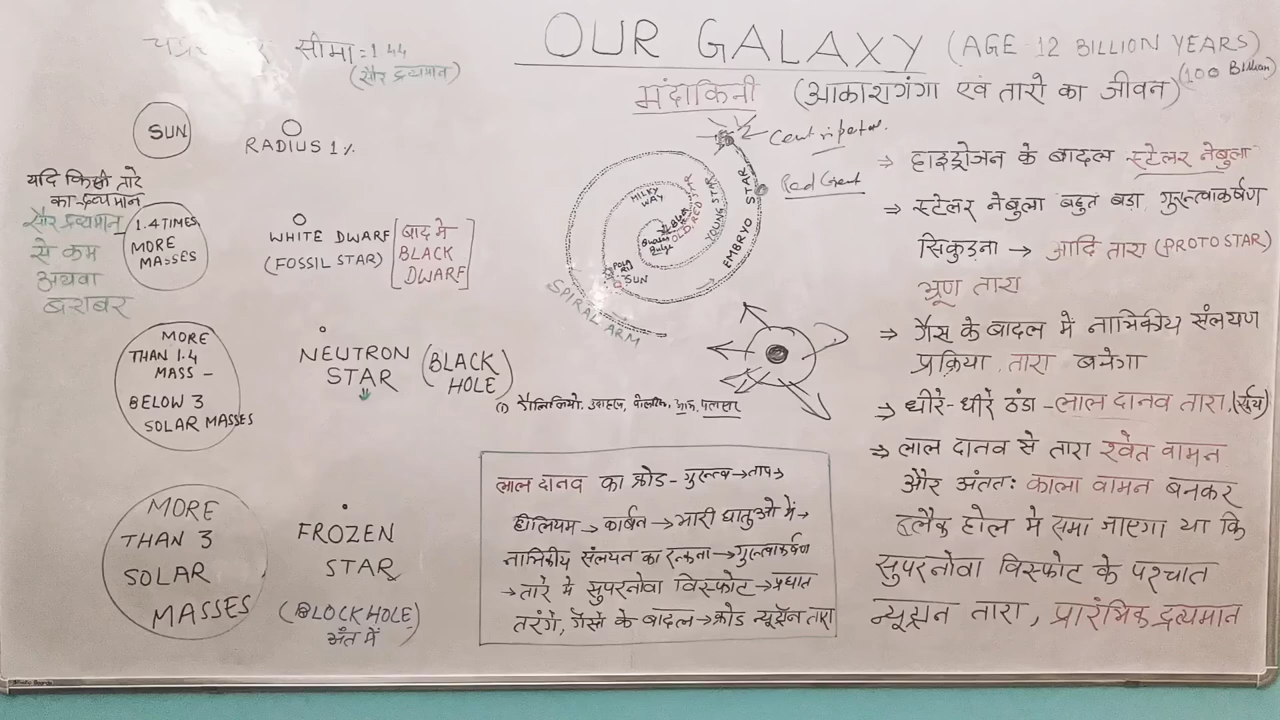 सीमा = 1.44
(सौर द्रव्यमान)
OUR GALAXY (AGE 12 BILLION YEARS)
(100 Billion)
मंदाकिनी (आकाशगंगा एवं तारो का जीवन)
SUN
RADIUS 1%
यदि किसी तारे
का द्रव्यमान
सौर द्रव्यमान
से कम
अथवा
बराबर
1.4 TIMES
MORE
MASSES
WHITE DWARF
(FOSSIL STAR)
[बाद मे
BLACK
DWARF]
MORE
THAN 1.4
MASS -
BELOW 3
SOLAR MASSES
NEUTRON
STAR
(BLACK
HOLE)
MORE
THAN 3
SOLAR
MASSES
FROZEN
STAR
(BLOCKHOLE)
अंत में
MILKY
WAY
Bulge
OLD, RED STAR
YOUNG STAR
EMBRYO STAR
SUN
SPIRAL ARM
⇒ हाइड्रोजन के बादल स्टेलर नेबुला
⇒ स्टेलर नेबुला बहुत बडा गुरुत्वाकर्षण
सिकुड़ना → आदि तारा (PROTOSTAR)
भ्रूण तारा
⇒ गैस के बादल में नाभिकीय संलयण
प्रक्रिया, तारा बनेगा
⇒ धीरे-धीरे ठंडा - लाल दानव तारा, (सूर्य)
⇒ लाल दानव से तारा श्वेत वामन
और अंततः काला वामन बनकर
ब्लैक होल मे समा जाएगा या कि
सुपरनोवा विस्फोट के पश्चात
न्यूट्रान तारा, प्रारंभिक द्रव्यमान
लाल दानव का क्रोड - गुरुत्व → ताप →
हीलियम → कार्बन → भारी धातुओ में →
नाभिकीय संलयन का रुकना → गुरुत्वाकर्षण
→ तारे मे सुपरनोवा विस्फोट → प्रघात
तरंगे, गैसो के बादल → क्रोड न्यूट्रॉन तारा